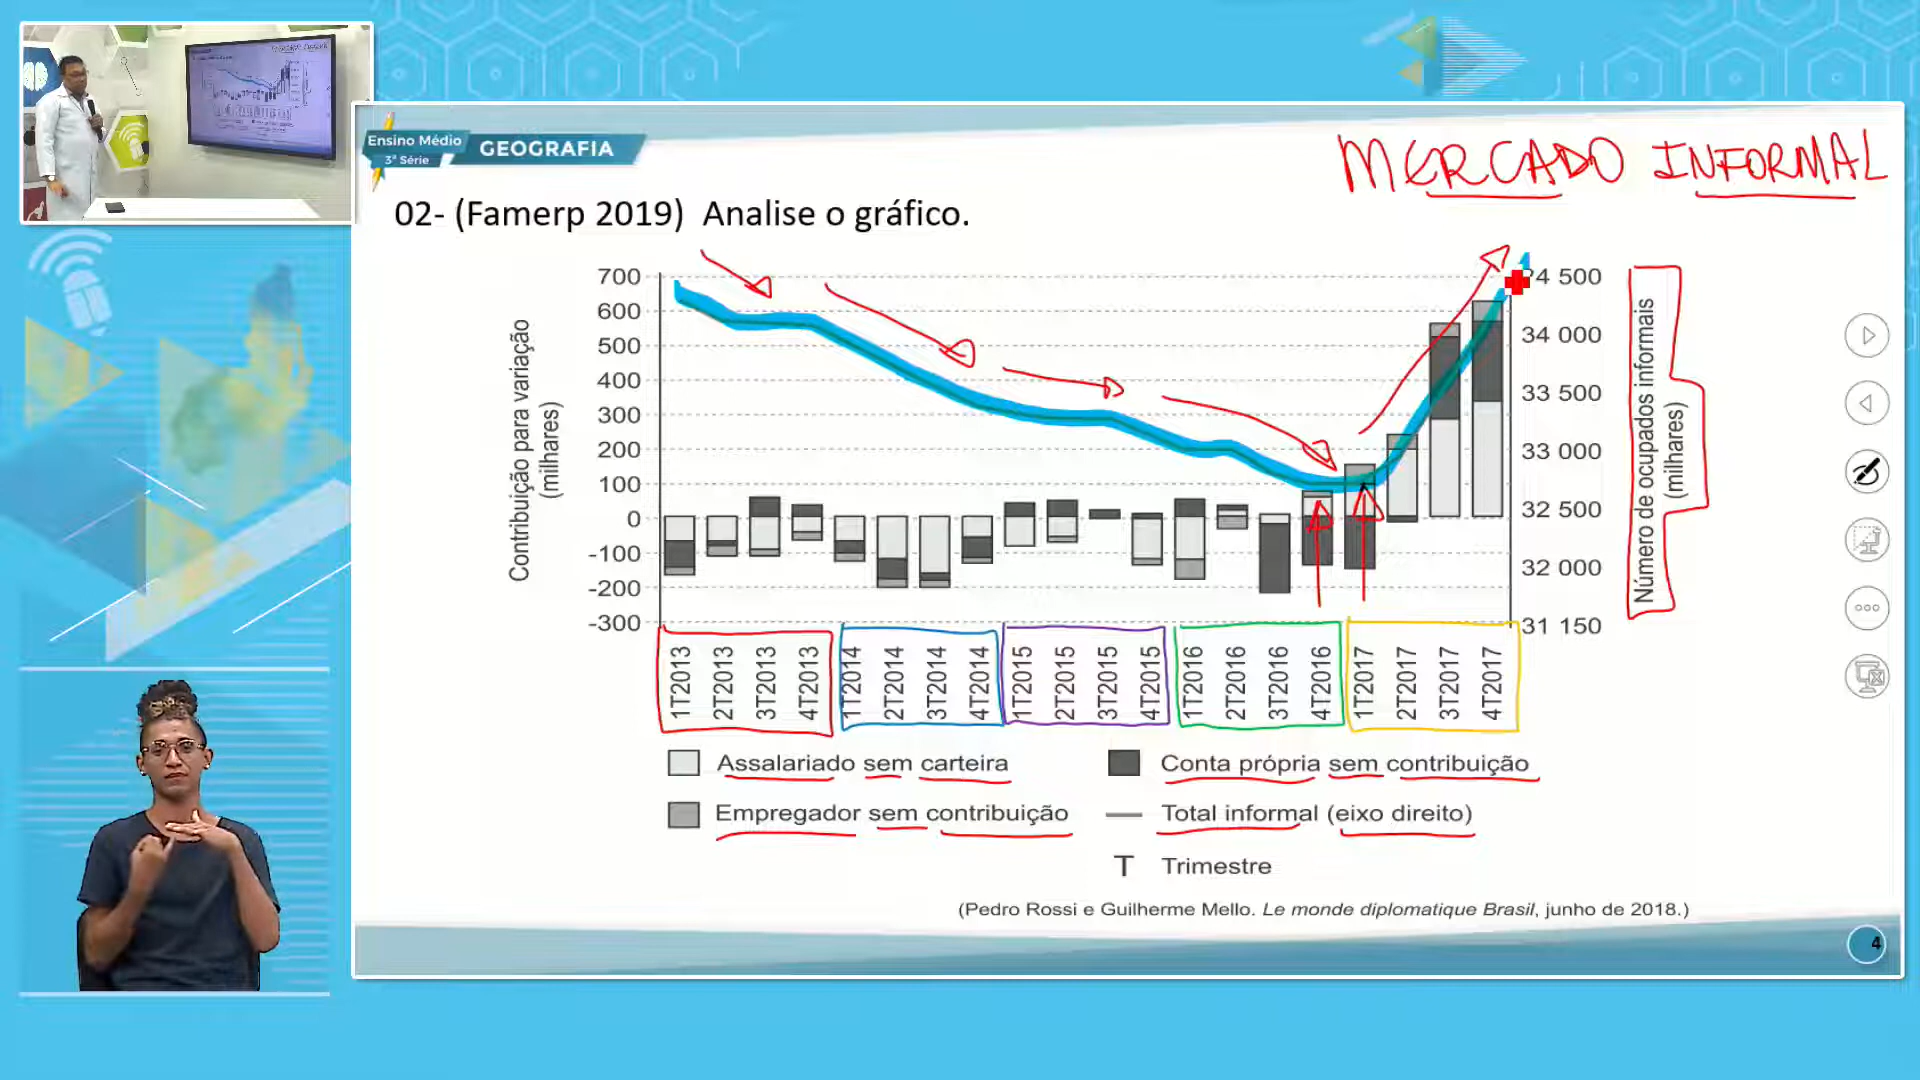 Ensino Médio
3ª Série
GEOGRAFIA
MERCADO INFORMAL
02- (Famerp 2019) Analise o gráfico.
Contribuição para variação
(milhares)
700
600
500
400
300
200
100
0
-100
-200
-300
4 500
34 000
33 500
33 000
32 500
32 000
31 150
Número de ocupados informais
(milhares)
1T2013
2T2013
3T2013
4T2013
1T2014
2T2014
3T2014
4T2014
1T2015
2T2015
3T2015
4T2015
1T2016
2T2016
3T2016
4T2016
1T2017
2T2017
3T2017
4T2017
Assalariado sem carteira
Conta própria sem contribuição
Empregador sem contribuição
Total informal (eixo direito)
T Trimestre
(Pedro Rossi e Guilherme Mello. Le monde diplomatique Brasil, junho de 2018.)
4